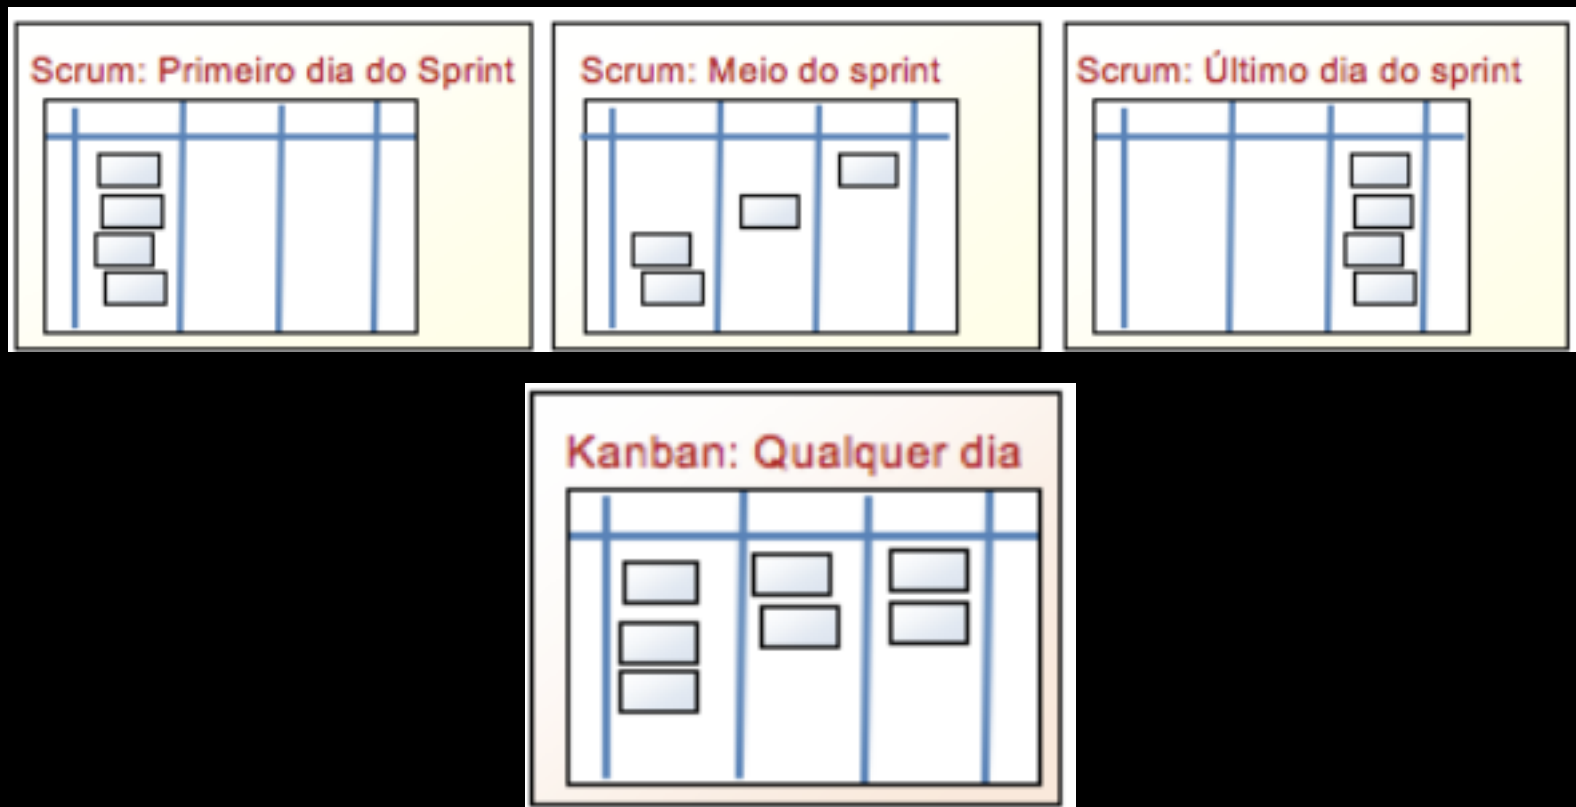 Scrum: Primeiro dia do Sprint
Scrum: Meio do sprint
Scrum: Último dia do sprint
Kanban: Qualquer dia